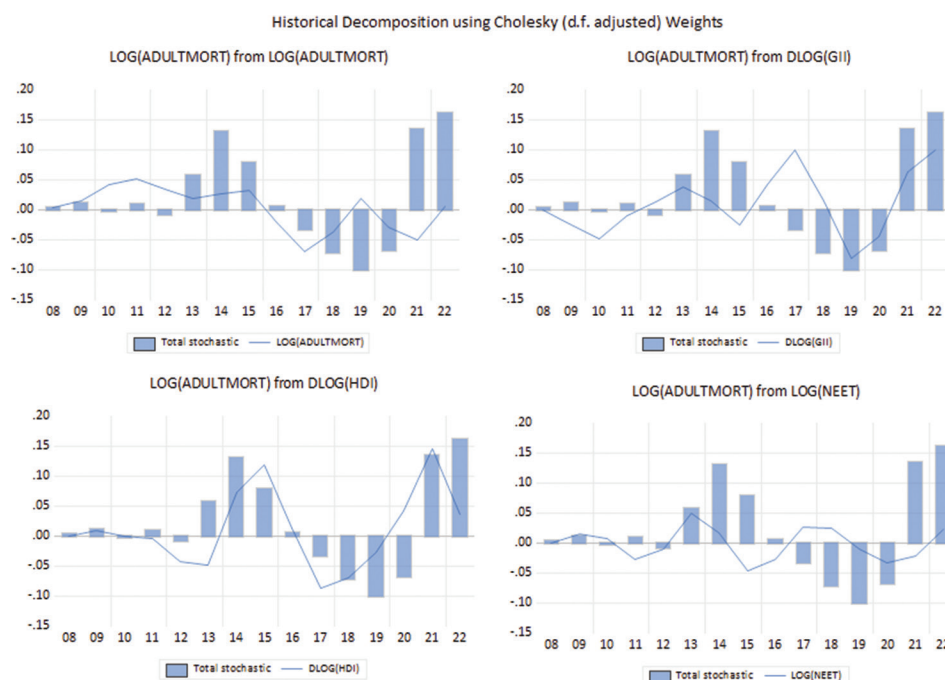 Historical Decomposition using Cholesky (d.f. adjusted) Weights
LOG(ADULTMORT) from LOG(ADULTMORT)
.20
.15
.10
.05
.00
-.05
-.10
-.15
08 09 10 11 12 13 14 15 16 17 18 19 20 21 22
Total stochastic LOG(ADULTMORT)
LOG(ADULTMORT) from DLOG(GII)
.20
.15
.10
.05
.00
-.05
-.10
-.15
08 09 10 11 12 13 14 15 16 17 18 19 20 21 22
Total stochastic DLOG(GII)
LOG(ADULTMORT) from DLOG(HDI)
.20
.15
.10
.05
.00
-.05
-.10
-.15
08 09 10 11 12 13 14 15 16 17 18 19 20 21 22
Total stochastic DLOG(HDI)
LOG(ADULTMORT) from LOG(NEET)
.20
.15
.10
.05
.00
-.05
-.10
-.15
08 09 10 11 12 13 14 15 16 17 18 19 20 21 22
Total stochastic LOG(NEET)